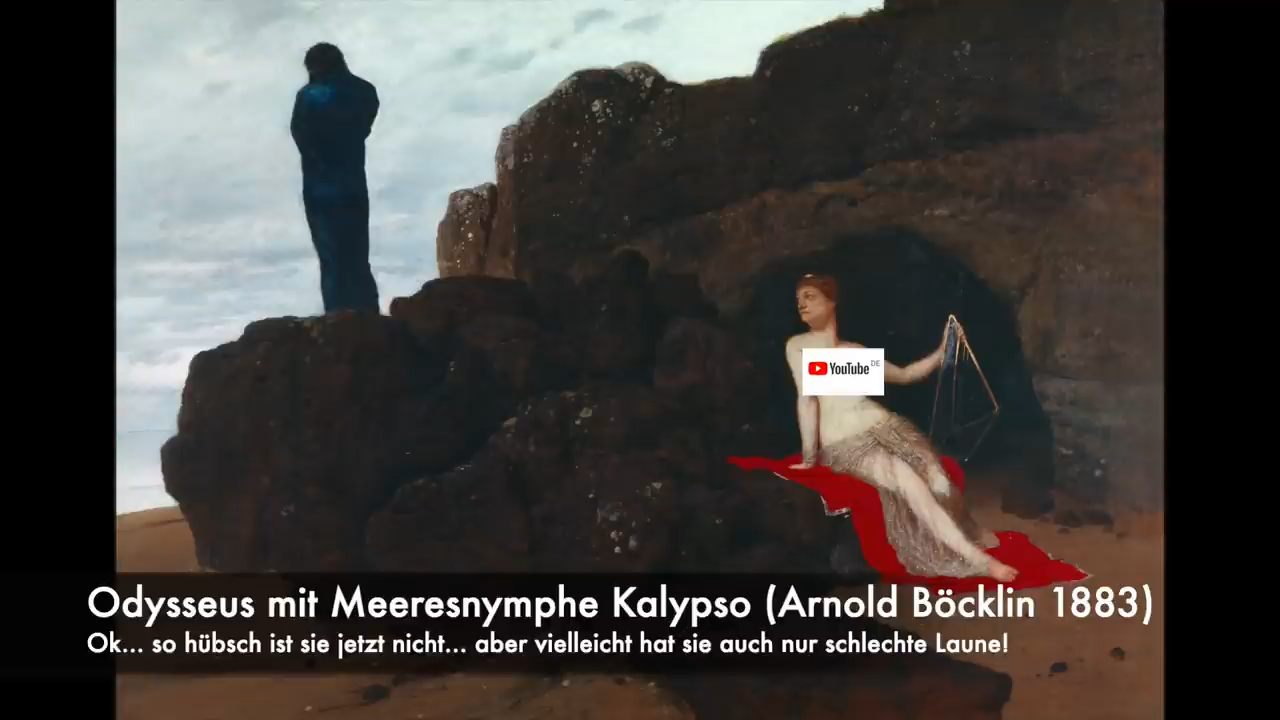 YouTube DE
Odysseus mit Meeresnymphe Kalypso (Arnold Böcklin 1883)
Ok... so hübsch ist sie jetzt nicht... aber vielleicht hat sie auch nur schlechte Laune!